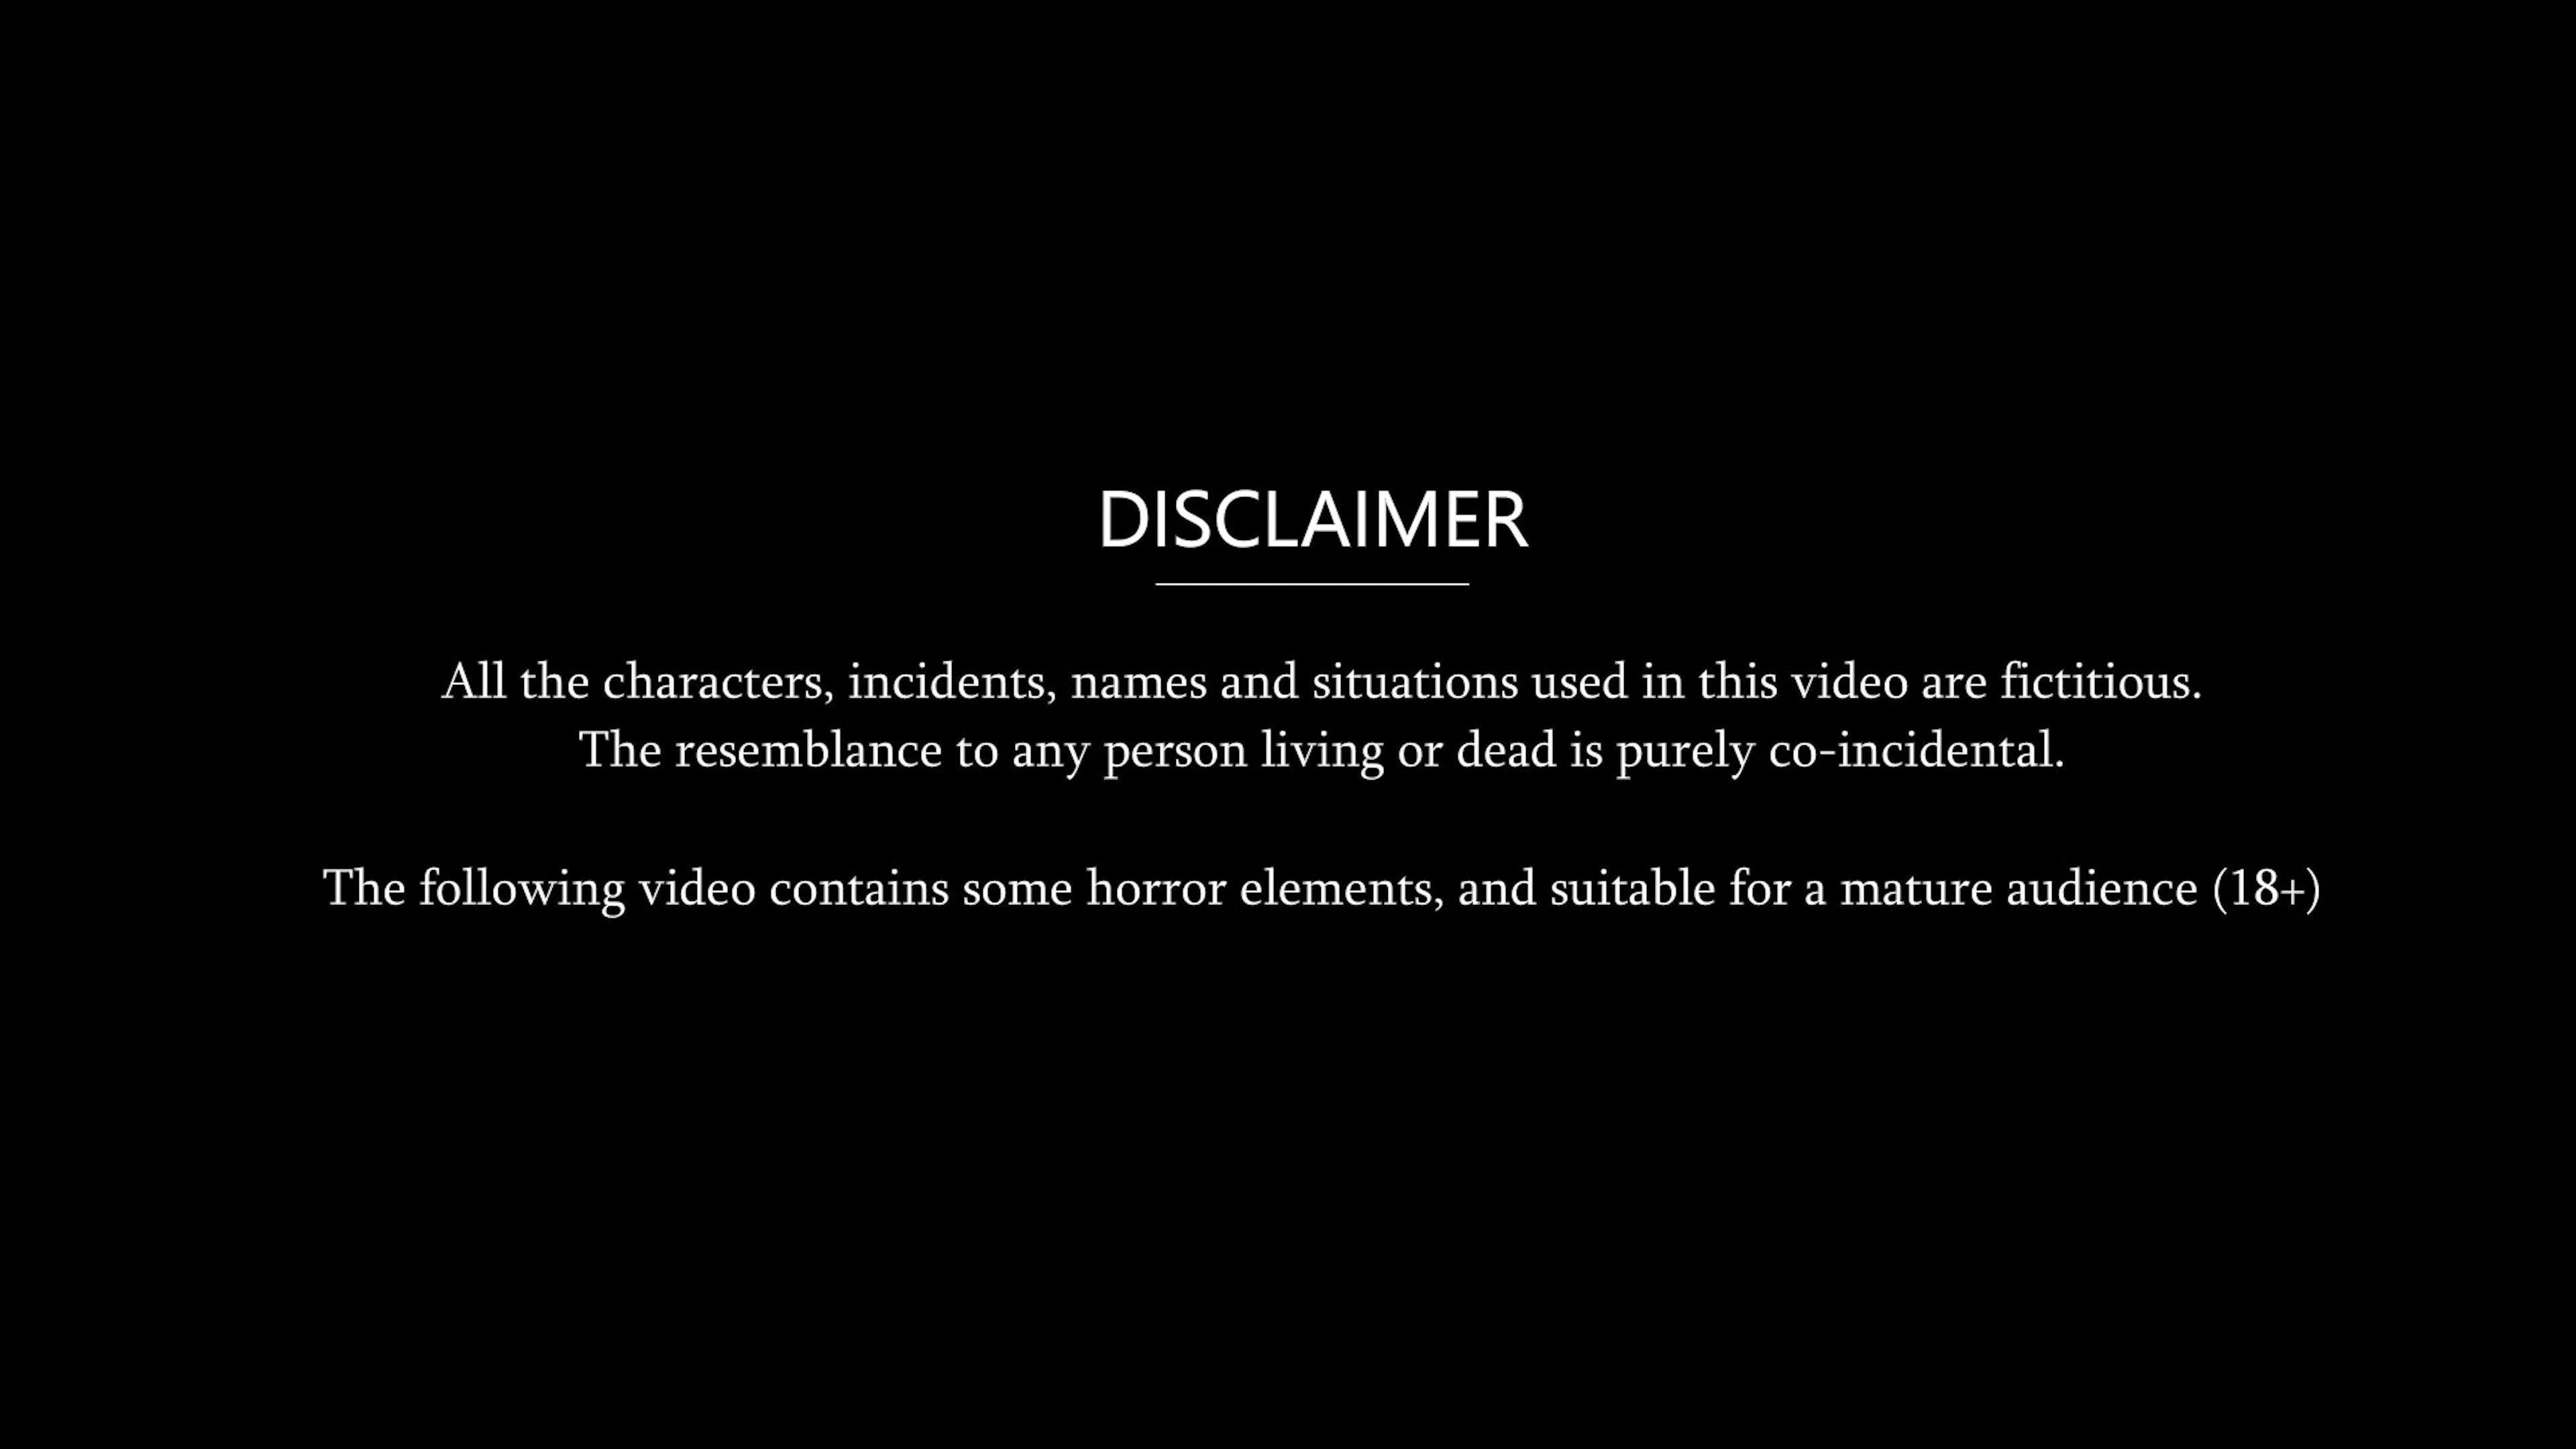 DISCLAIMER
All the characters, incidents, names and situations used in this video are fictitious.
The resemblance to any person living or dead is purely co-incidental.
The following video contains some horror elements, and suitable for a mature audience (18+)